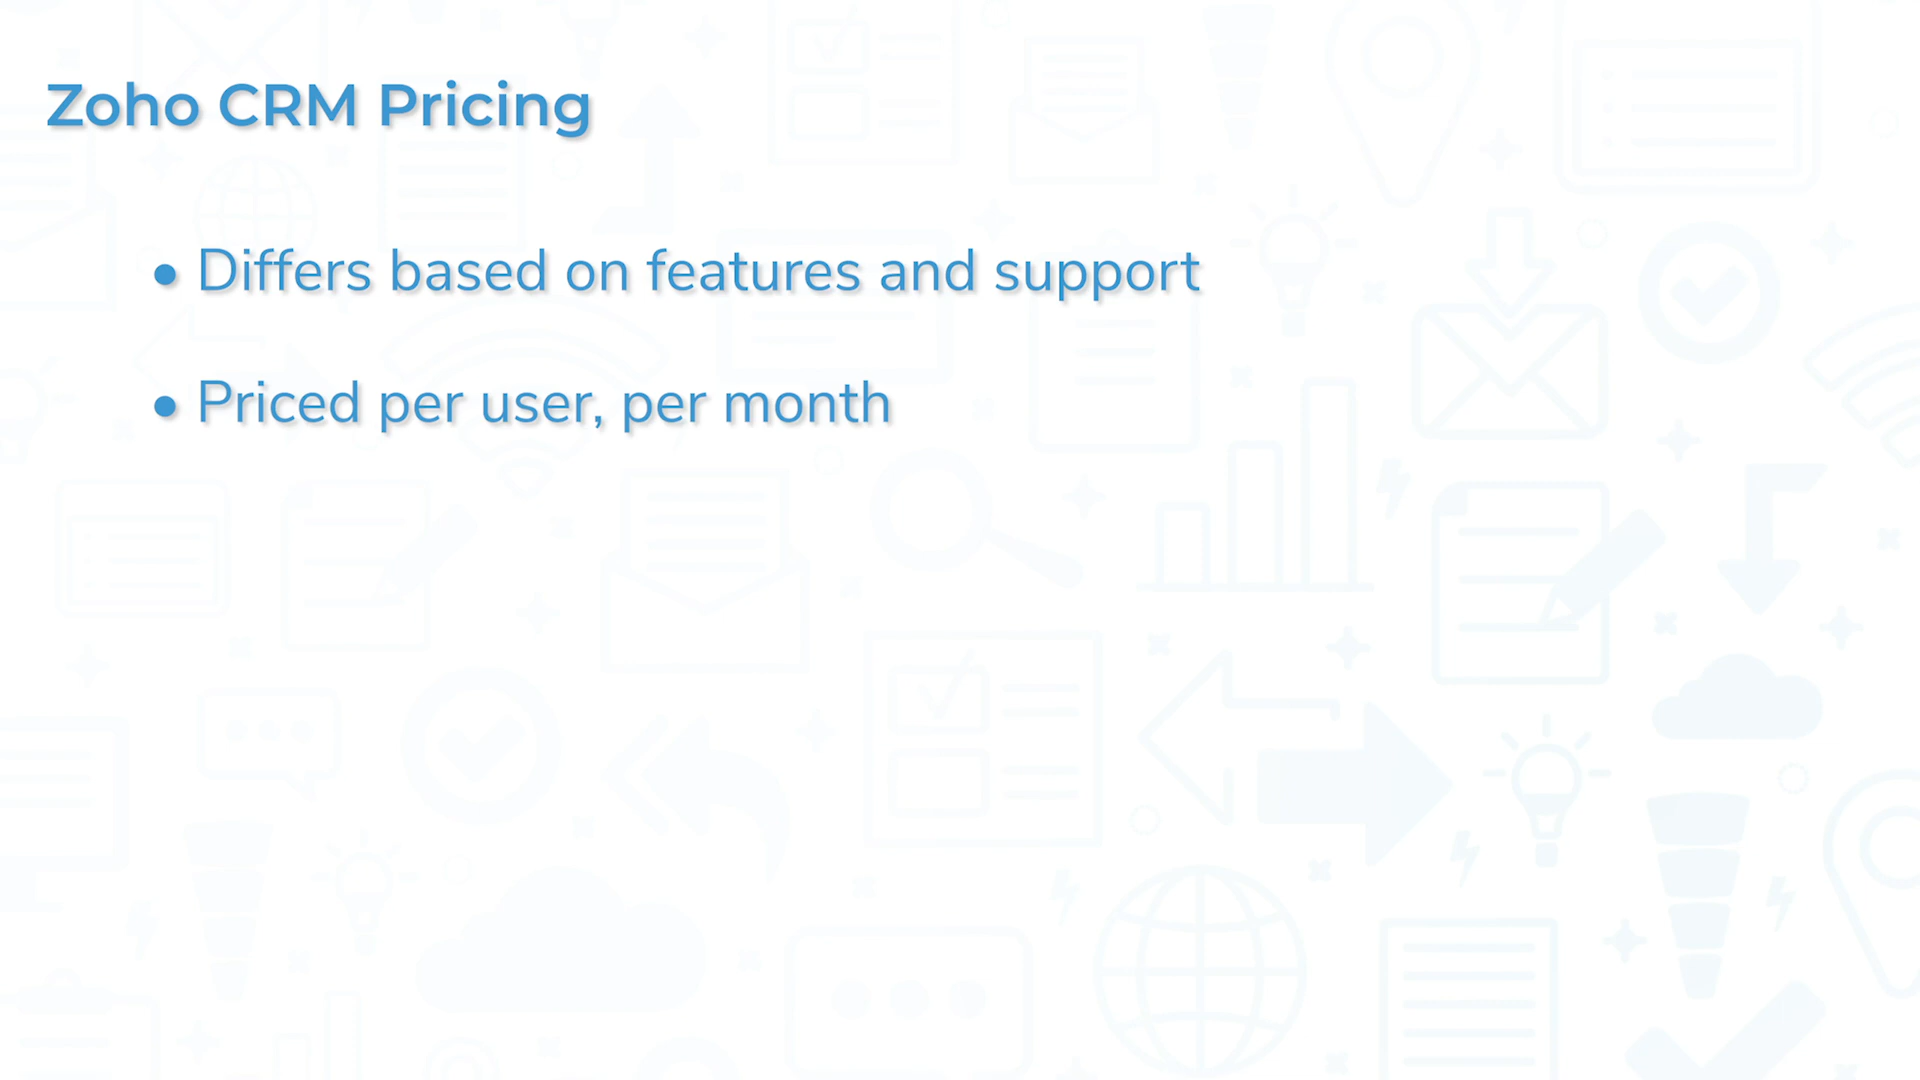 Zoho CRM Pricing
• Differs based on features and support
• Priced per user, per month